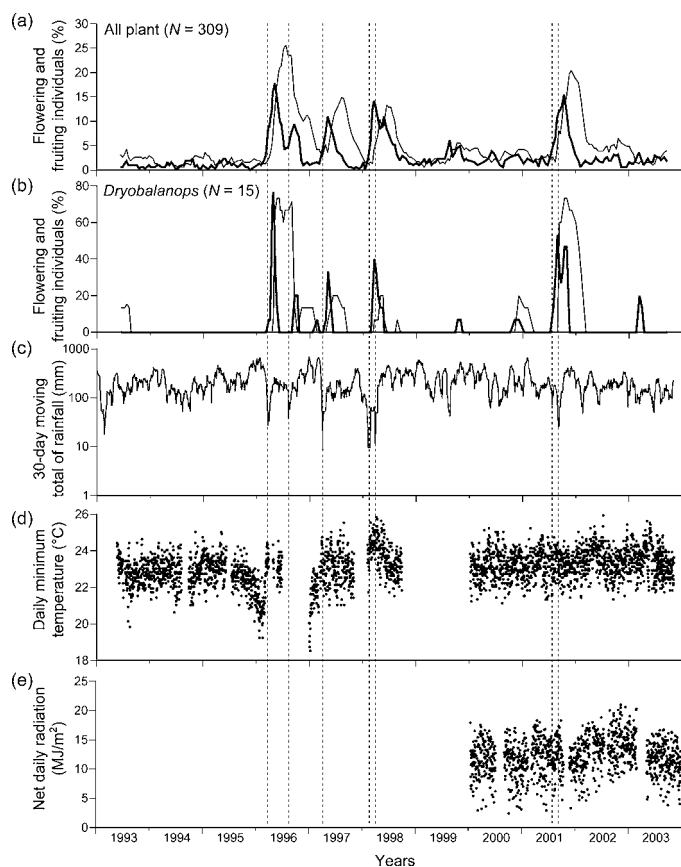 (a)
All plant (N = 309)
Flowering and
fruiting individuals (%)
30
25
20
15
10
5
0
(b)
Dryobalanops (N = 15)
Flowering and
fruiting individuals (%)
80
60
40
20
0
(c)
30-day moving
total of rainfall (mm)
1000
100
10
1
(d)
Daily minimum
temperature (°C)
26
24
22
20
18
(e)
Net daily radiation
(MJ/m²)
25
20
15
10
5
0
1993 1994 1995 1996 1997 1998 1999 2000 2001 2002 2003
Years